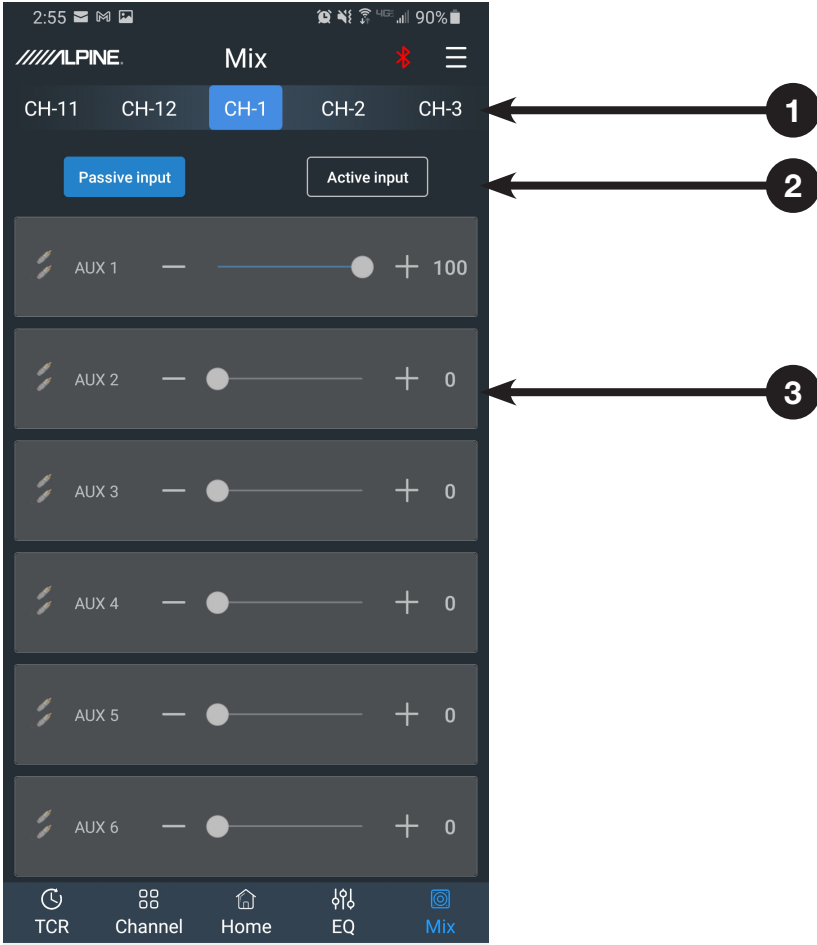 2:55 4GE 90%
/////ALPINE. Mix
CH-11 CH-12 CH-1 CH-2 CH-3 1
Passive input Active input 2
AUX 1 — + 100
AUX 2 — + 0 3
AUX 3 — + 0
AUX 4 — + 0
AUX 5 — + 0
AUX 6 — + 0
TCR Channel Home EQ Mix